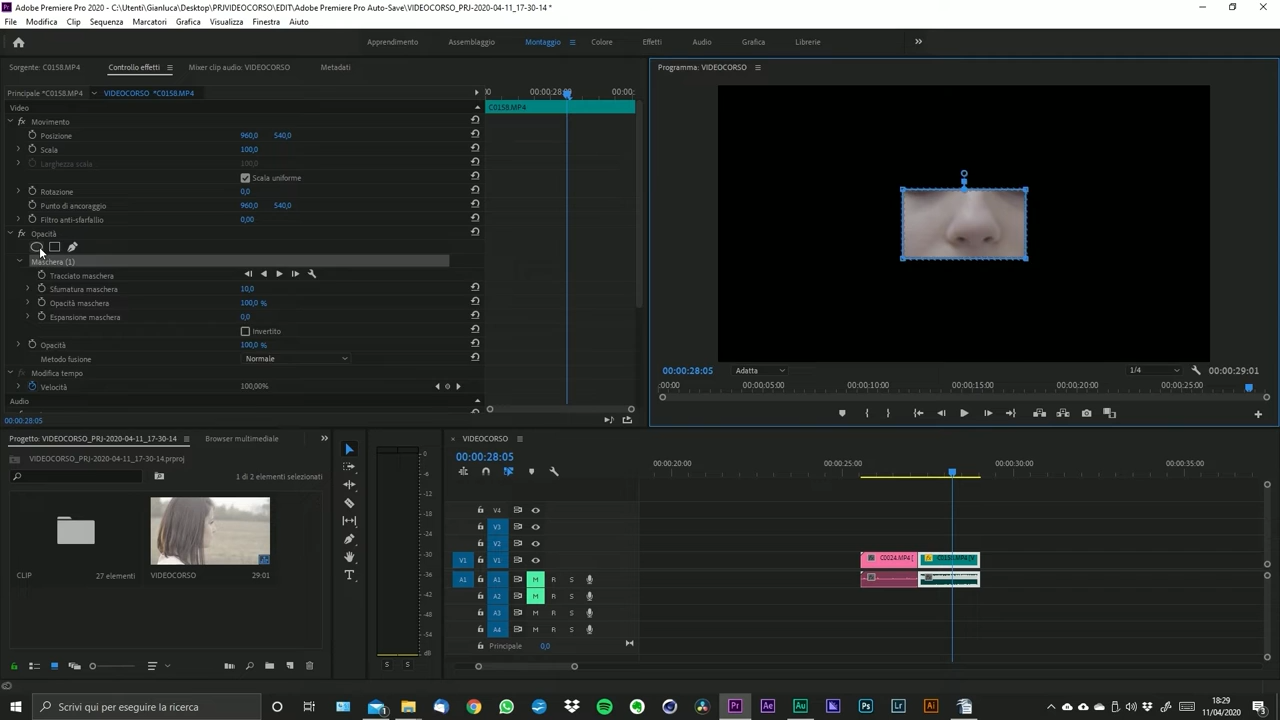 Adobe Premiere Pro 2020 - C:\Utenti\Gianluca\Desktop\PRJVIDEOCORSO\EDIT\Adobe Premiere Pro Auto-Save\VIDEOCORSO_PRJ-2020-04-11_17-30-14 *
File Modifica Clip Sequenza Marcatori Grafica Visualizza Finestra Aiuto
Apprendimento Assemblaggio Montaggio Colore Effetti Audio Grafica Librerie
Sorgente: C0158.MP4 Controllo effetti Mixer clip audio: VIDEOCORSO Metadati
Programma: VIDEOCORSO
Principale *C0158.MP4 VIDEOCORSO *C0158.MP4
00:00:28:00 00:00:
Video
C0158.MP4
Movimento
Posizione 960,0 540,0
Scala 100,0
Larghezza scala 100,0
Scala uniforme
Rotazione 0,0
Punto di ancoraggio 960,0 540,0
Filtro anti-sfarfallio 0,00
Opacità
Maschera (1)
Tracciato maschera
Sfumatura maschera 10,0
Opacità maschera 100,0 %
Espansione maschera 0,0
Invertito
Opacità 100,0 %
Metodo fusione Normale
Modifica tempo
Velocità 100,00%
Audio
00:00:28:05
00:00:28:05 Adatta 1/4 00:00:29:01
:00:00 00:00:05:00 00:00:10:00 00:00:15:00 00:00:20:00 00:00:25:00
Progetto: VIDEOCORSO_PRJ-2020-04-11_17-30-14 Browser multimediale
VIDEOCORSO_PRJ-2020-04-11_17-30-14.prproj
1 di 2 elementi selezionati
CLIP 27 elementi
VIDEOCORSO 29:01
0
-6
-12
-18
-24
-30
-36
-42
-48
-54
dB
S S
VIDEOCORSO
00:00:28:05
00:00:20:00 00:00:25:00 00:00:30:00 00:00:35:00
V4
V3
V2
V1 V1
C0024.MP4 [
A1 A1 M R S
A2 M R S
A3 M R S
A4 M R S
Principale 0,0
Scrivi qui per eseguire la ricerca
Pr Ae Au Ps Lr Ai
18:29
11/04/2020